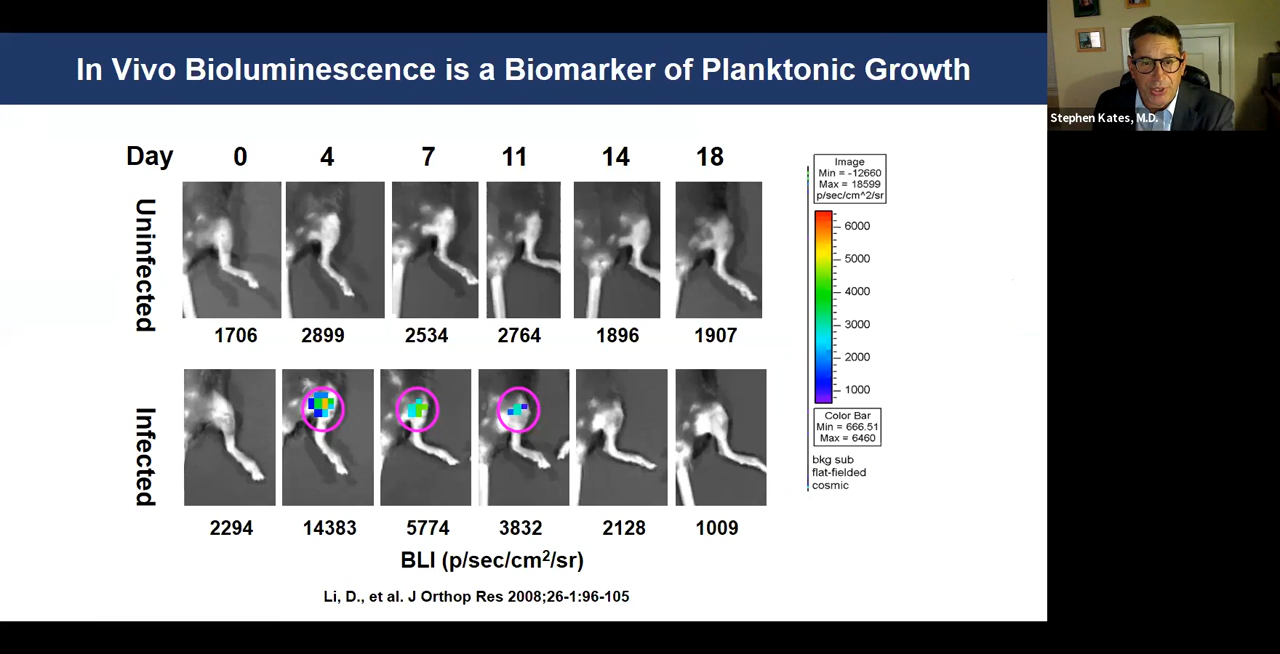 In Vivo Bioluminescence is a Biomarker of Planktonic Growth
Stephen Kates, M.D.
Day 0 4 7 11 14 18
Uninfected
1706 2899 2534 2764 1896 1907
Infected
2294 14383 5774 3832 2128 1009
BLI (p/sec/cm²/sr)
Li, D., et al. J Orthop Res 2008;26-1:96-105
Image
Min = -12660
Max = 18599
p/sec/cm^2/sr
6000
5000
4000
3000
2000
1000
Color Bar
Min = 666.51
Max = 6460
bkg sub
flat-fielded
cosmic